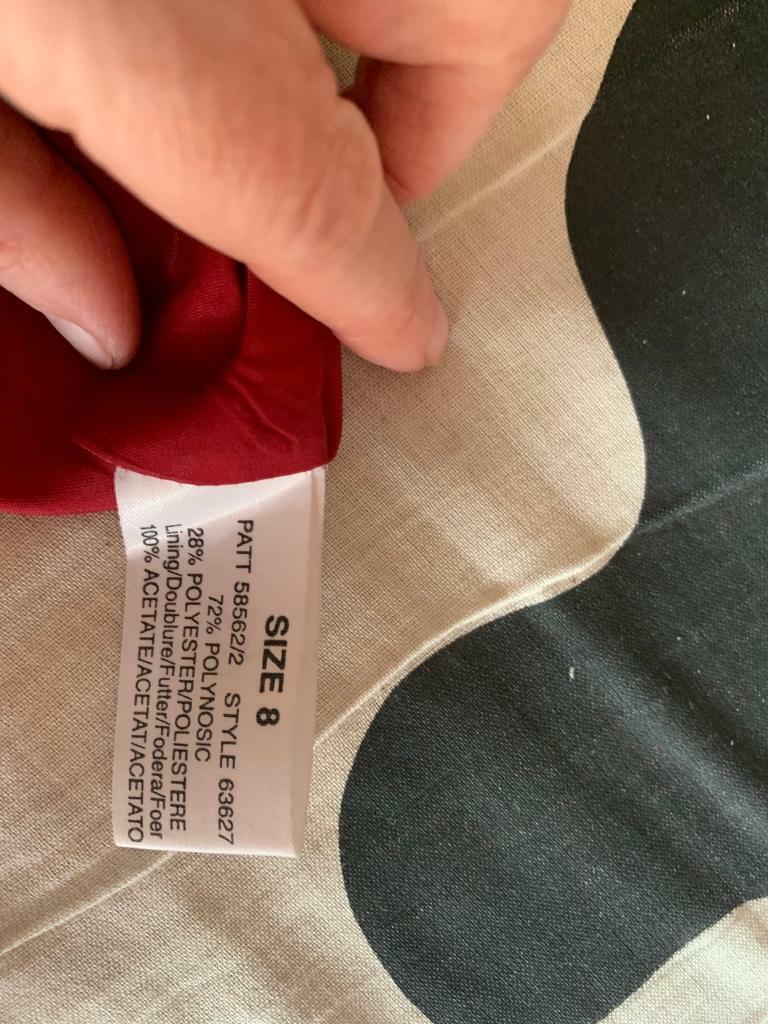 SIZE 8
PATT 58562/2 STYLE 63627
72% POLYNOSIC
28% POLYESTER/POLIESTERE
Lining/Doublure/Futter/Fodera/Foer
100% ACETATE/ACETAT/ACETATO